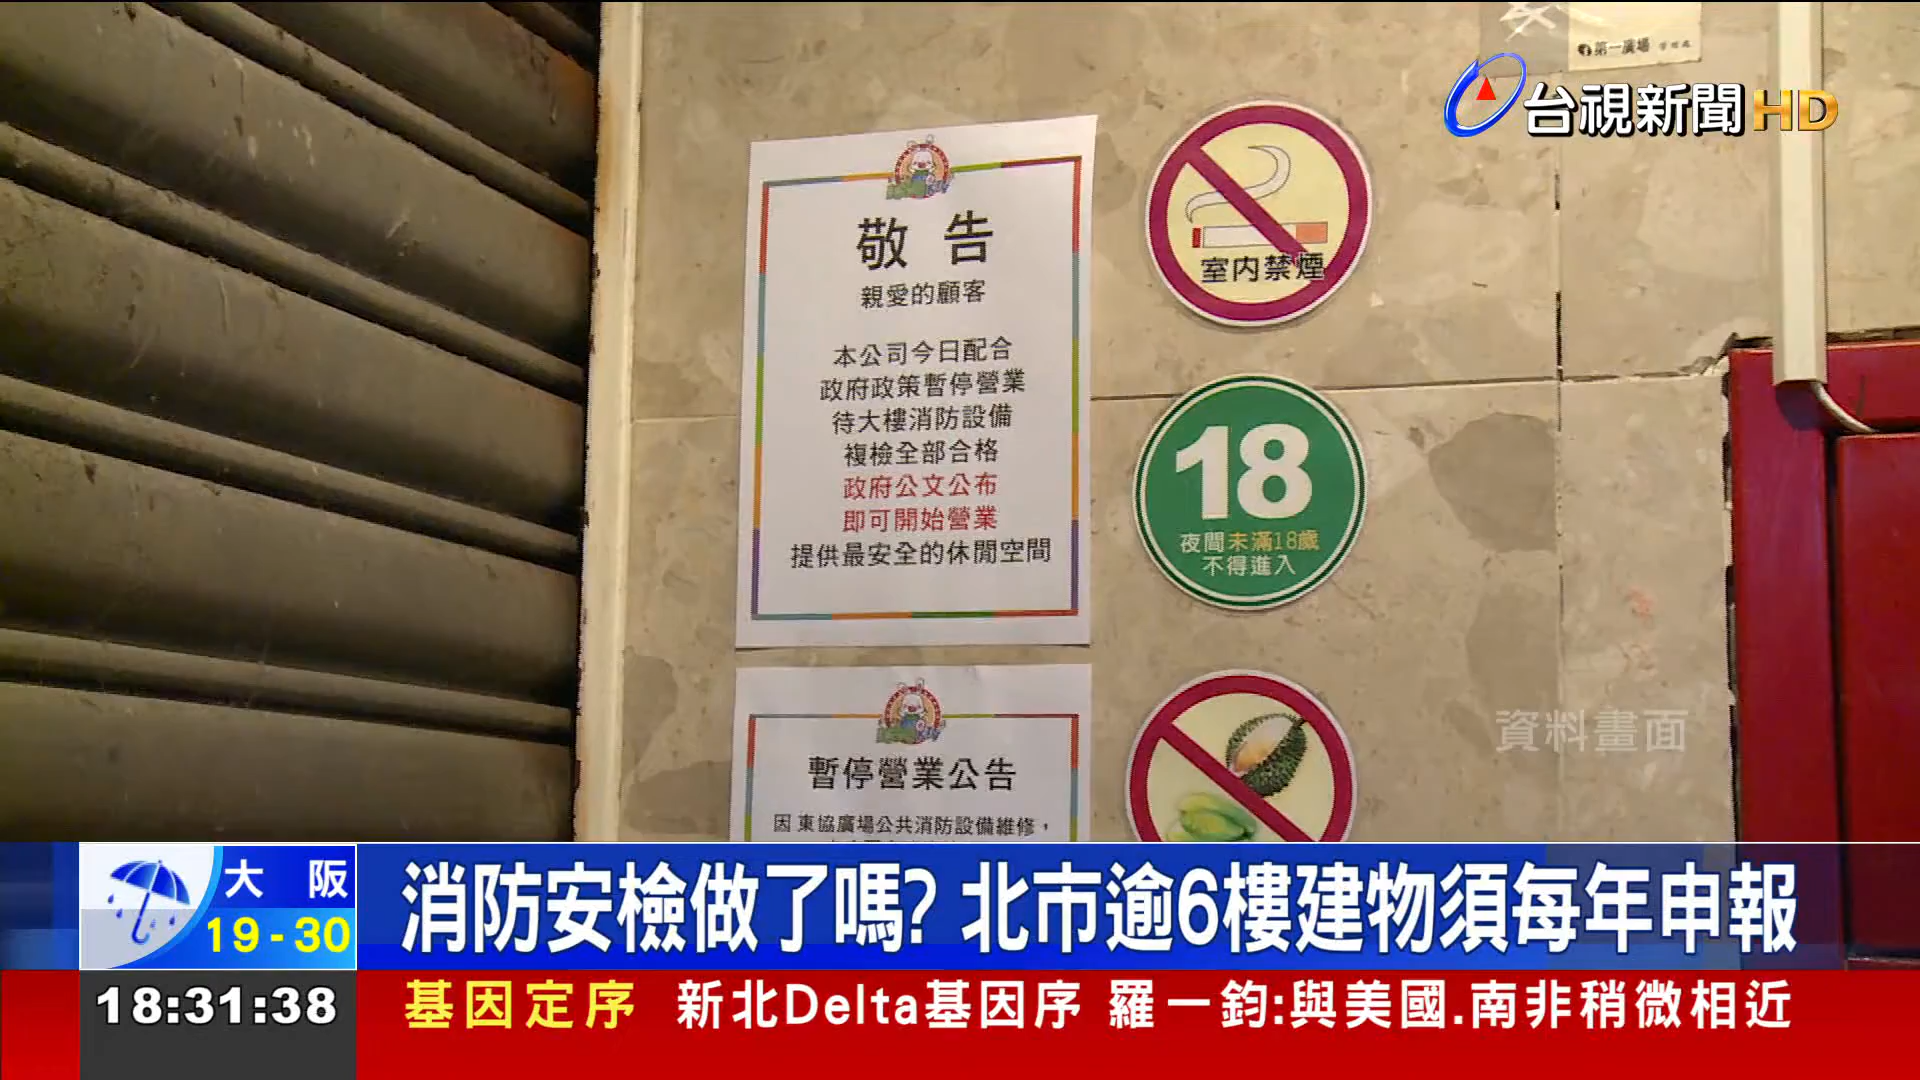 第一廣場
台視新聞HD
敬告
親愛的顧客
本公司今日配合
政府政策暫停營業
待大樓消防設備
複檢全部合格
政府公文公布
即可開始營業
提供最安全的休閒空間
室內禁煙
18
夜間未滿18歲
不得進入
暫停營業公告
因 東協廣場公共消防設備維修，
資料畫面
大阪
19-30
消防安檢做了嗎? 北市逾6樓建物須每年申報
18:31:38
基因定序 新北Delta基因序 羅一鈞:與美國.南非稍微相近